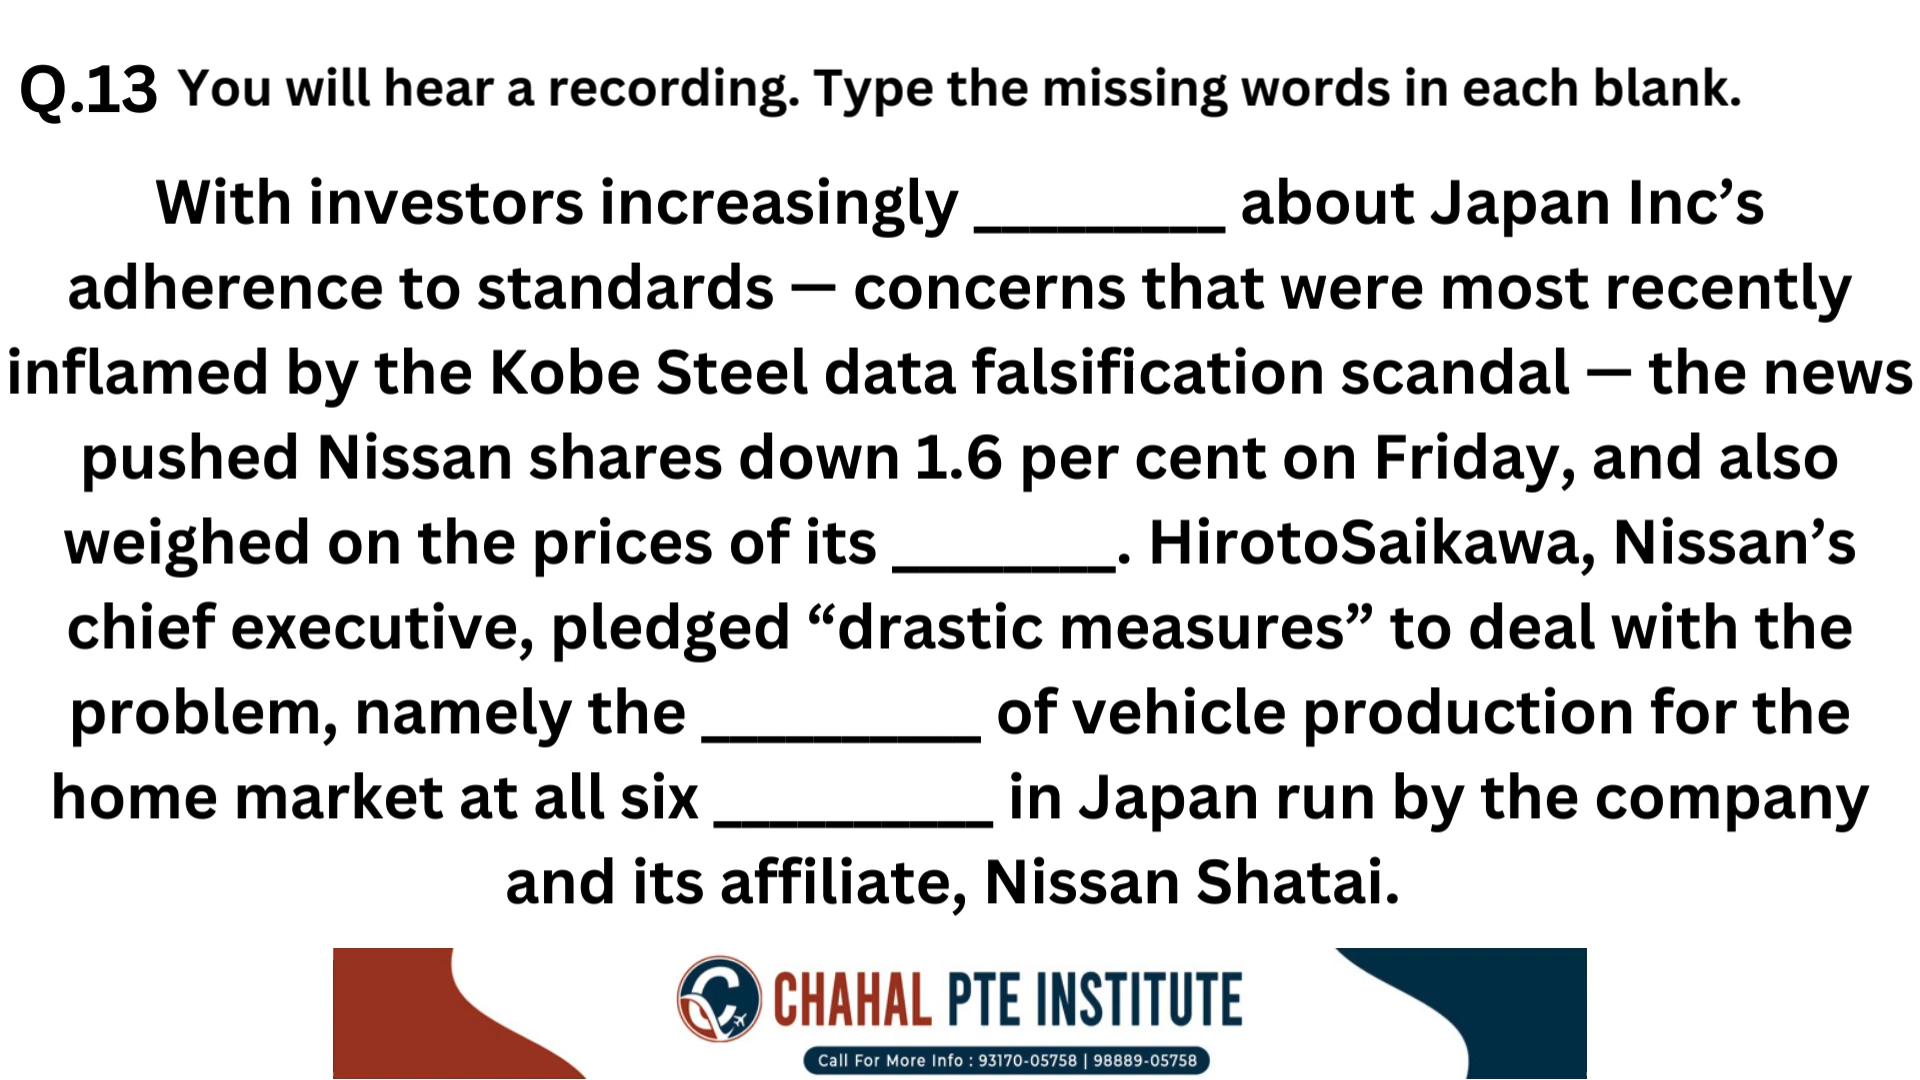 Q.13 You will hear a recording. Type the missing words in each blank.
With investors increasingly _________ about Japan Inc’s
adherence to standards — concerns that were most recently
inflamed by the Kobe Steel data falsification scandal — the news
pushed Nissan shares down 1.6 per cent on Friday, and also
weighed on the prices of its ________. HirotoSaikawa, Nissan’s
chief executive, pledged “drastic measures” to deal with the
problem, namely the __________ of vehicle production for the
home market at all six __________ in Japan run by the company
and its affiliate, Nissan Shatai.
CHAHAL PTE INSTITUTE
Call For More Info : 93170-05758 | 98889-05758